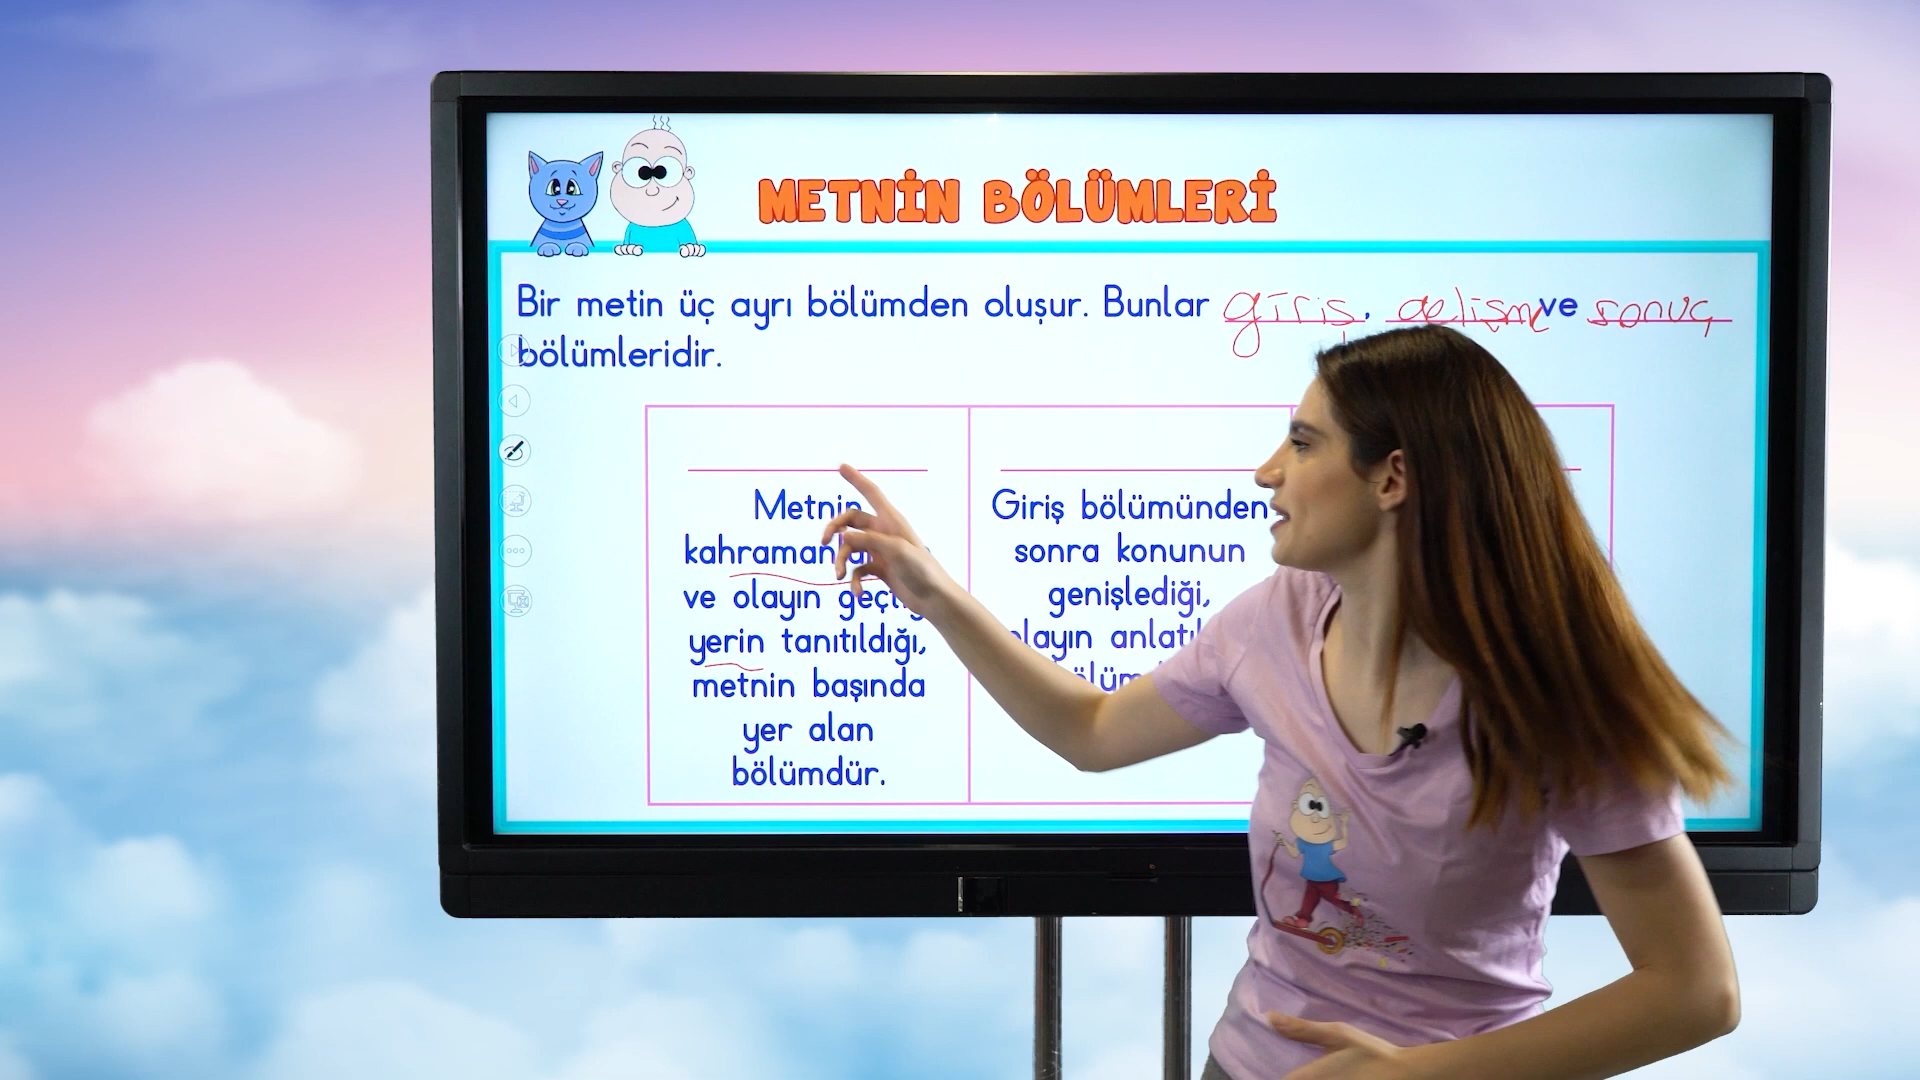 METNİN BÖLÜMLERİ
Bir metin üç ayrı bölümden oluşur. Bunlar giriş, gelişme ve sonuç
bölümleridir.
Metnin
ve olayın
yerin tanıtıldığı,
metnin başında
yer alan
bölümdür.
Giriş bölümünden
sonra konunun
genişlediği,
olayın